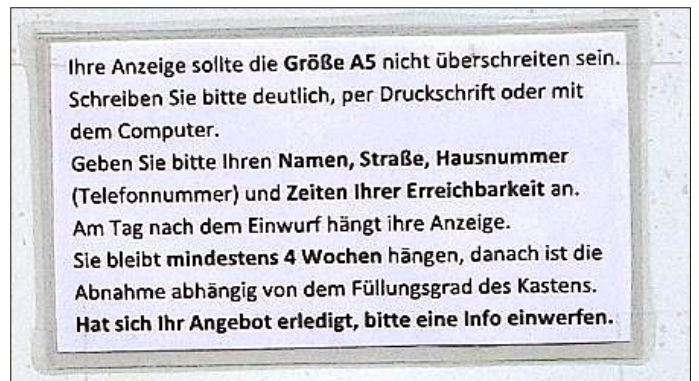 Ihre Anzeige sollte die Größe A5 nicht überschreiten sein.
Schreiben Sie bitte deutlich, per Druckschrift oder mit
dem Computer.
Geben Sie bitte Ihren Namen, Straße, Hausnummer
(Telefonnummer) und Zeiten Ihrer Erreichbarkeit an.
Am Tag nach dem Einwurf hängt ihre Anzeige.
Sie bleibt mindestens 4 Wochen hängen, danach ist die
Abnahme abhängig von dem Füllungsgrad des Kastens.
Hat sich Ihr Angebot erledigt, bitte eine Info einwerfen.